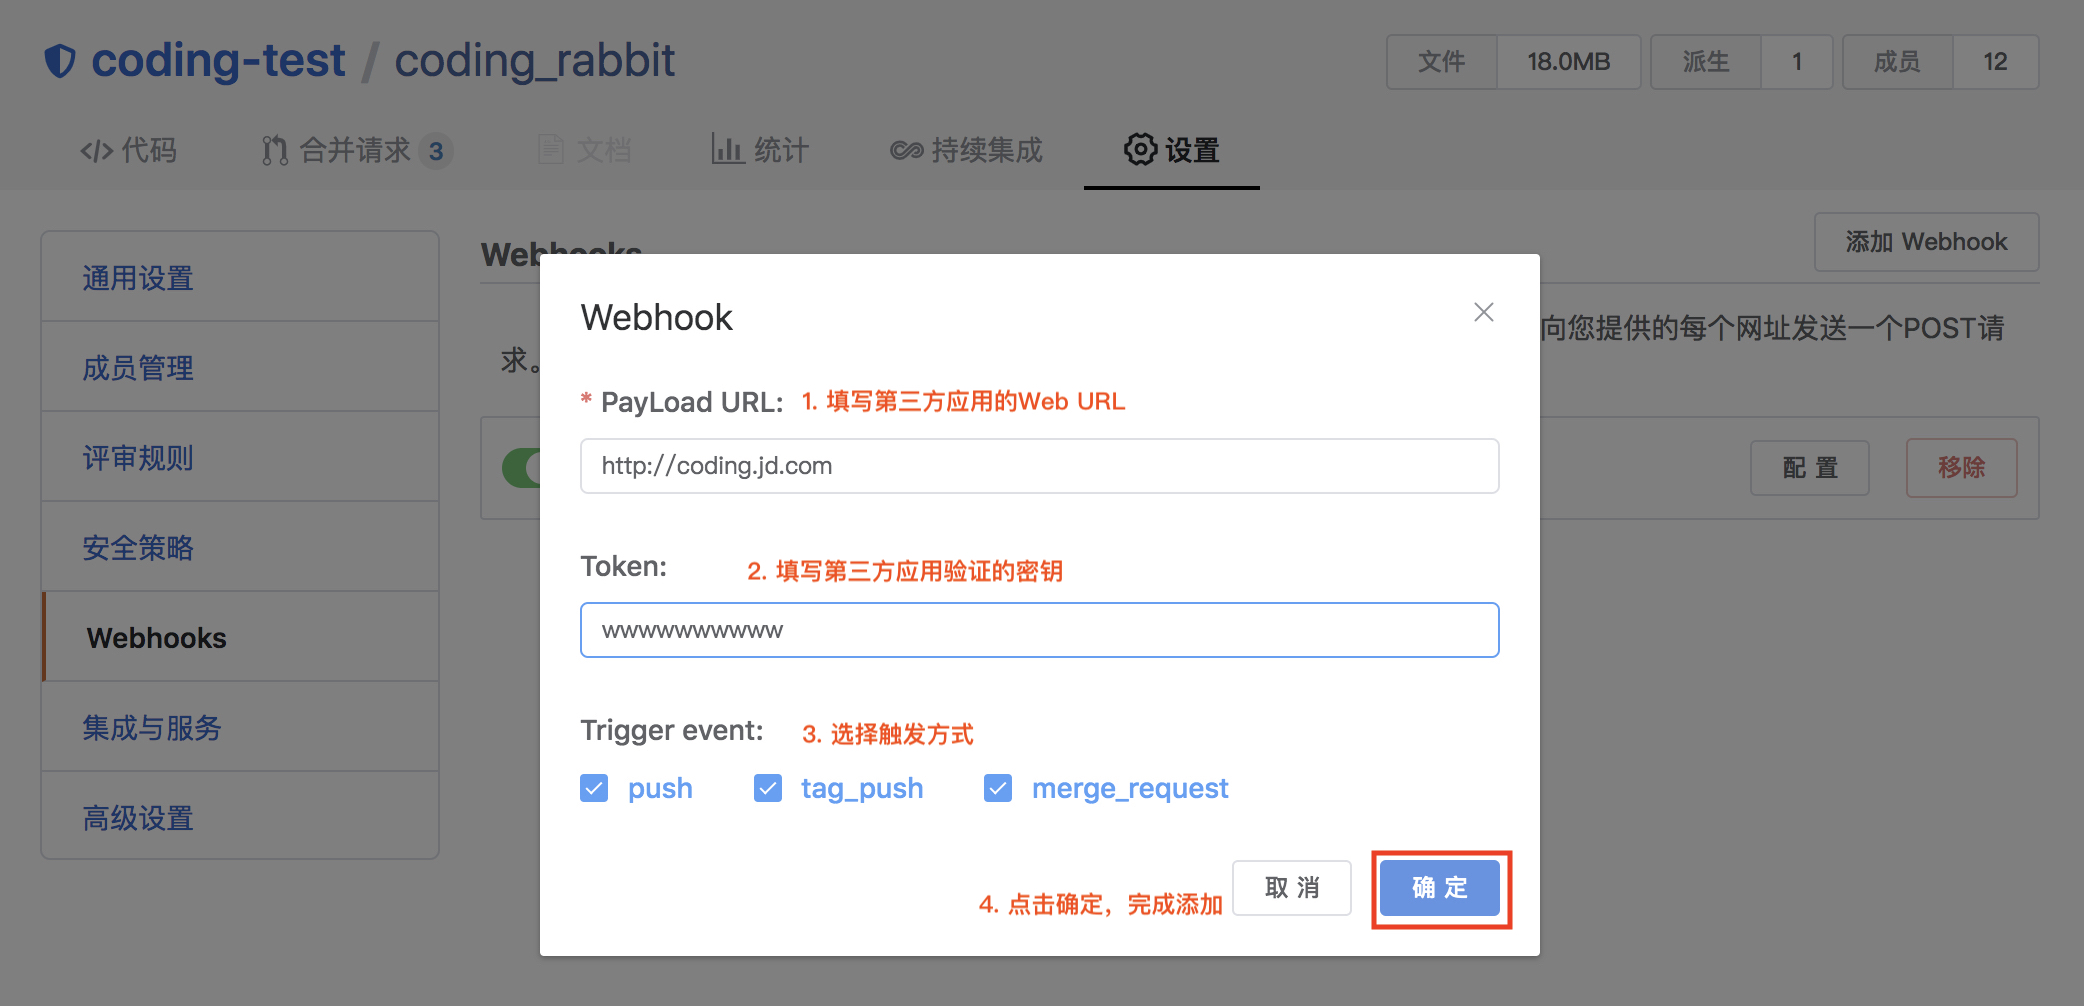 coding-test / coding_rabbit
文件 18.0MB 派生 1 成员 12
代码 合并请求 3 文档 统计 持续集成 设置
通用设置
成员管理
评审规则
安全策略
Webhooks
集成与服务
高级设置
Webhooks
添加 Webhook
向您提供的每个网址发送一个POST请
求。
配 置 移除
Webhook
* PayLoad URL: 1. 填写第三方应用的Web URL
http://coding.jd.com
Token: 2. 填写第三方应用验证的密钥
wwwwwwwwww
Trigger event: 3. 选择触发方式
push tag_push merge_request
4. 点击确定，完成添加 取 消 确 定